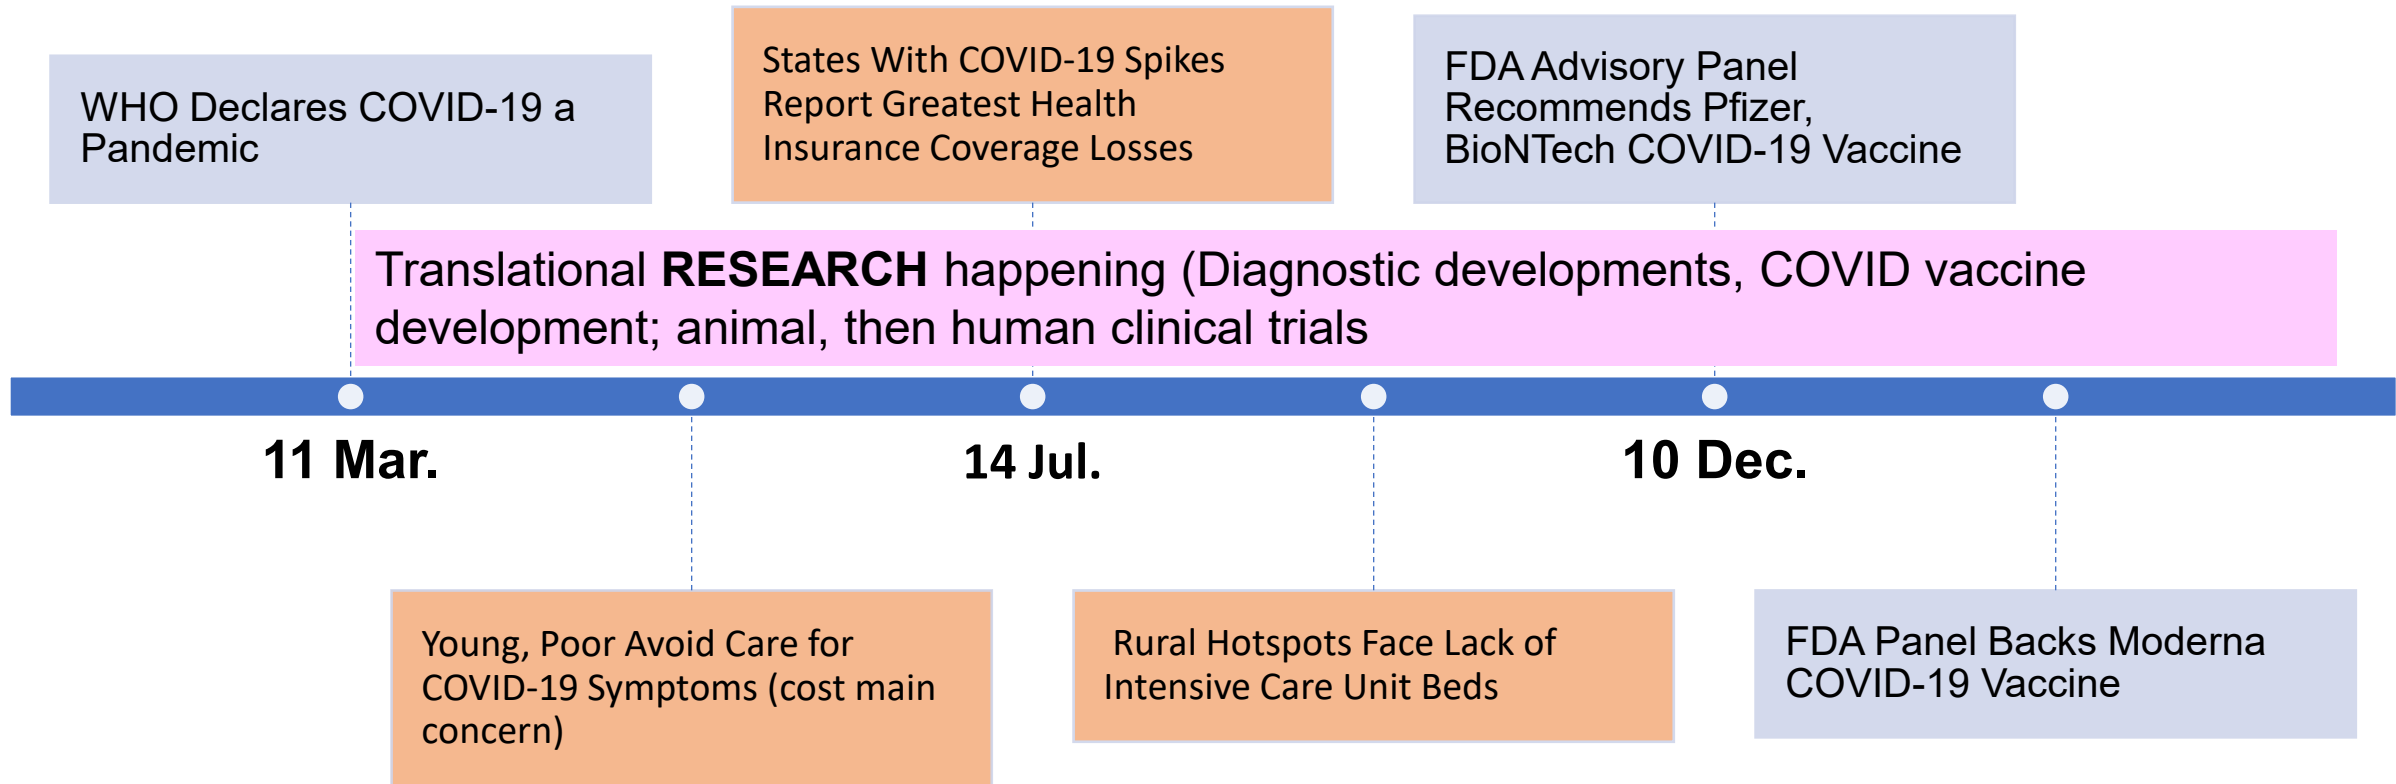 WHO Declares COVID-19 a
Pandemic
States With COVID-19 Spikes
Report Greatest Health
Insurance Coverage Losses
FDA Advisory Panel
Recommends Pfizer,
BioNTech COVID-19 Vaccine
Translational RESEARCH happening (Diagnostic developments, COVID vaccine
development; animal, then human clinical trials
11 Mar.
14 Jul.
10 Dec.
Young, Poor Avoid Care for
COVID-19 Symptoms (cost main
concern)
Rural Hotspots Face Lack of
Intensive Care Unit Beds
FDA Panel Backs Moderna
COVID-19 Vaccine